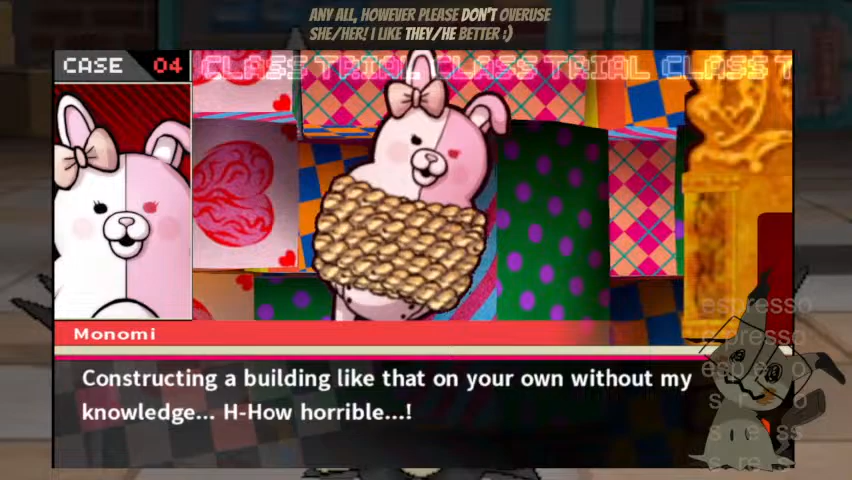 ANY ALL, HOWEVER PLEASE DON'T OVERUSE
SHE/HER! I LIKE THEY/HE BETTER :)
CASE 04
CLASS TRIAL CLASS TRIAL CLASS T
espresso
Monomi
Constructing a building like that on your own without my
knowledge... H-How horrible...!